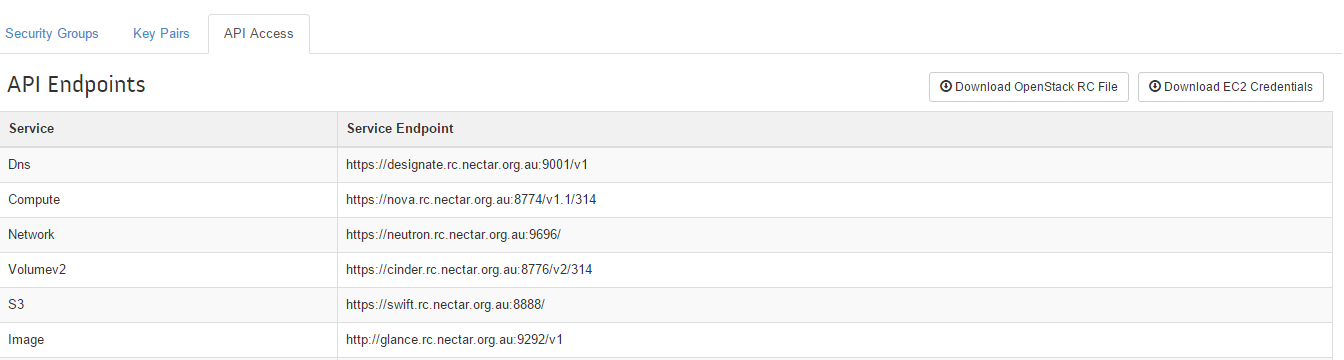 Security Groups Key Pairs API Access
API Endpoints Download OpenStack RC File Download EC2 Credentials
Service Service Endpoint
Dns https://designate.rc.nectar.org.au:9001/v1
Compute https://nova.rc.nectar.org.au:8774/v1.1/314
Network https://neutron.rc.nectar.org.au:9696/
Volumev2 https://cinder.rc.nectar.org.au:8776/v2/314
S3 https://swift.rc.nectar.org.au:8888/
Image http://glance.rc.nectar.org.au:9292/v1